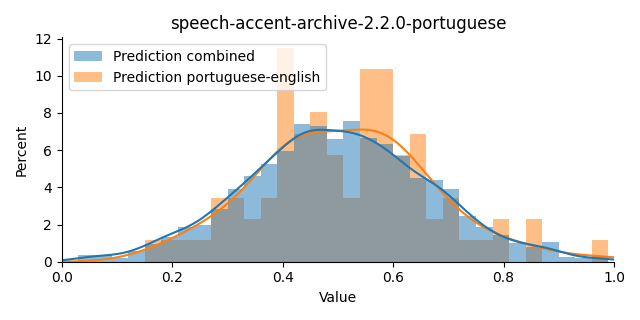 speech-accent-archive-2.2.0-portuguese
12
10
8
6
4
2
0
Percent
Prediction combined
Prediction portuguese-english
0.0 0.2 0.4 0.6 0.8 1.0
Value